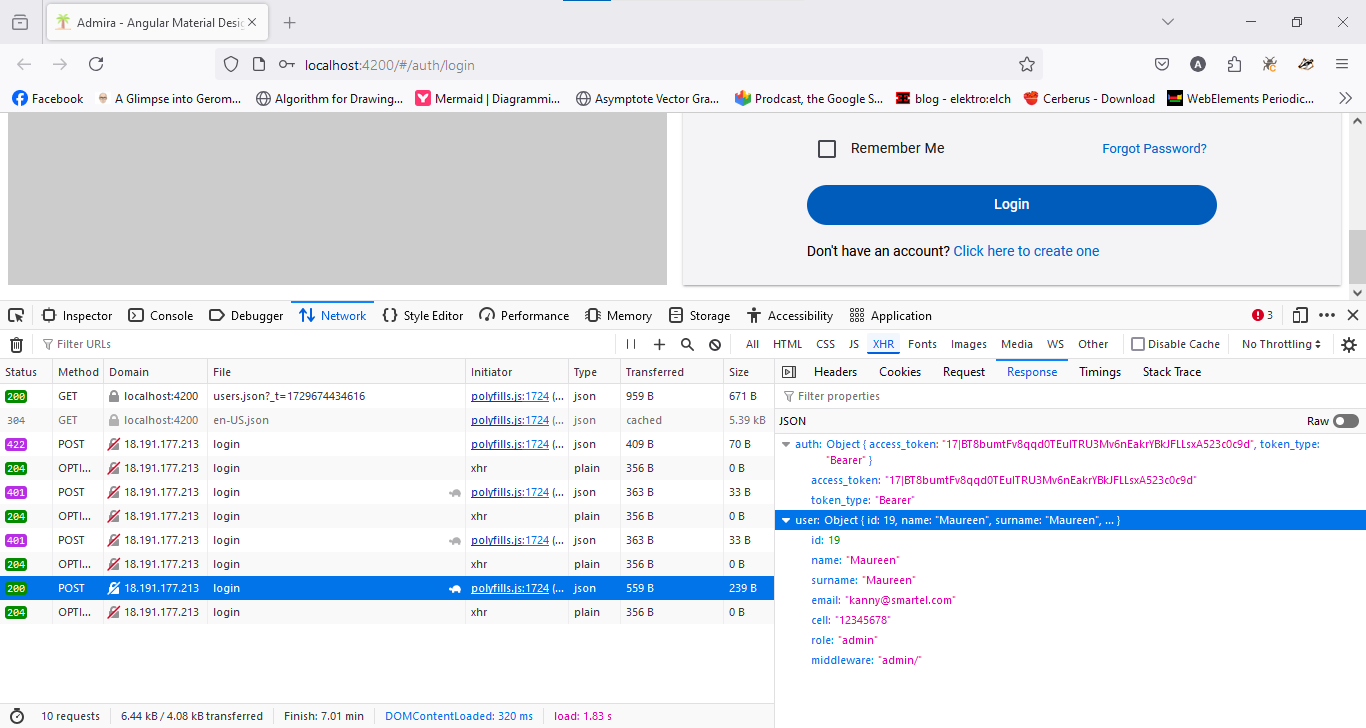 Admira - Angular Material Desig
localhost:4200/#/auth/login
A
Facebook
A Glimpse into Gerom...
Algorithm for Drawing...
Mermaid | Diagrammi...
Asymptote Vector Gra...
Prodcast, the Google S...
blog - elektro:elch
Cerberus - Download
WebElements Periodic...
Remember Me
Forgot Password?
Login
Don't have an account? Click here to create one
Inspector Console Debugger Network Style Editor Performance Memory Storage Accessibility Application 3
Filter URLs All HTML CSS JS XHR Fonts Images Media WS Other Disable Cache No Throttling
Status Method Domain File Initiator Type Transferred Size
200 GET localhost:4200 users.json?_t=1729674434616 polyfills.js:1724 (... json 959 B 671 B
304 GET localhost:4200 en-US.json polyfills.js:1724 (... json cached 5.39 kB
422 POST 18.191.177.213 login polyfills.js:1724 (... json 409 B 70 B
204 OPTI... 18.191.177.213 login xhr plain 356 B 0 B
401 POST 18.191.177.213 login polyfills.js:1724 (... json 363 B 33 B
204 OPTI... 18.191.177.213 login xhr plain 356 B 0 B
401 POST 18.191.177.213 login polyfills.js:1724 (... json 363 B 33 B
204 OPTI... 18.191.177.213 login xhr plain 356 B 0 B
200 POST 18.191.177.213 login polyfills.js:1724 (... json 559 B 239 B
204 OPTI... 18.191.177.213 login xhr plain 356 B 0 B
10 requests 6.44 kB / 4.08 kB transferred Finish: 7.01 min DOMContentLoaded: 320 ms load: 1.83 s
Headers Cookies Request Response Timings Stack Trace
Filter properties
JSON Raw
auth: Object { access_token: "17|BT8bumtFv8qqd0TEuITRU3Mv6nEakrYBkJFLLsxA523c0c9d", token_type:
"Bearer" }
access_token: "17|BT8bumtFv8qqd0TEuITRU3Mv6nEakrYBkJFLLsxA523c0c9d"
token_type: "Bearer"
user: Object { id: 19, name: "Maureen", surname: "Maureen", ... }
id: 19
name: "Maureen"
surname: "Maureen"
email: "kanny@smartel.com"
cell: "12345678"
role: "admin"
middleware: "admin/"